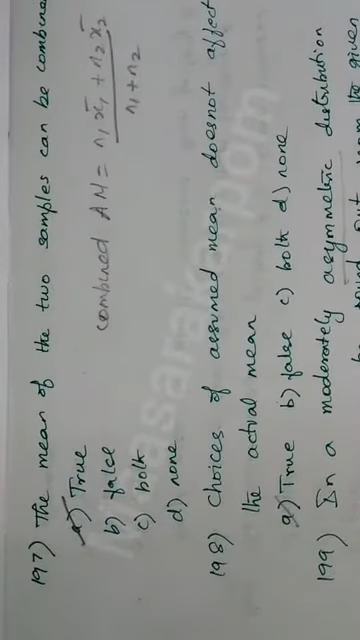 197) The mean of the two samples can be combined
a) True
b) false
c) both
d) none
combined AM = n₁x̄₁ + n₂x̄₂ / n₁ + n₂
198) Choices of assumed mean doesnot affect
the actual mean
a) True b) false c) both d) none
199) In a moderately asymmetric distribution